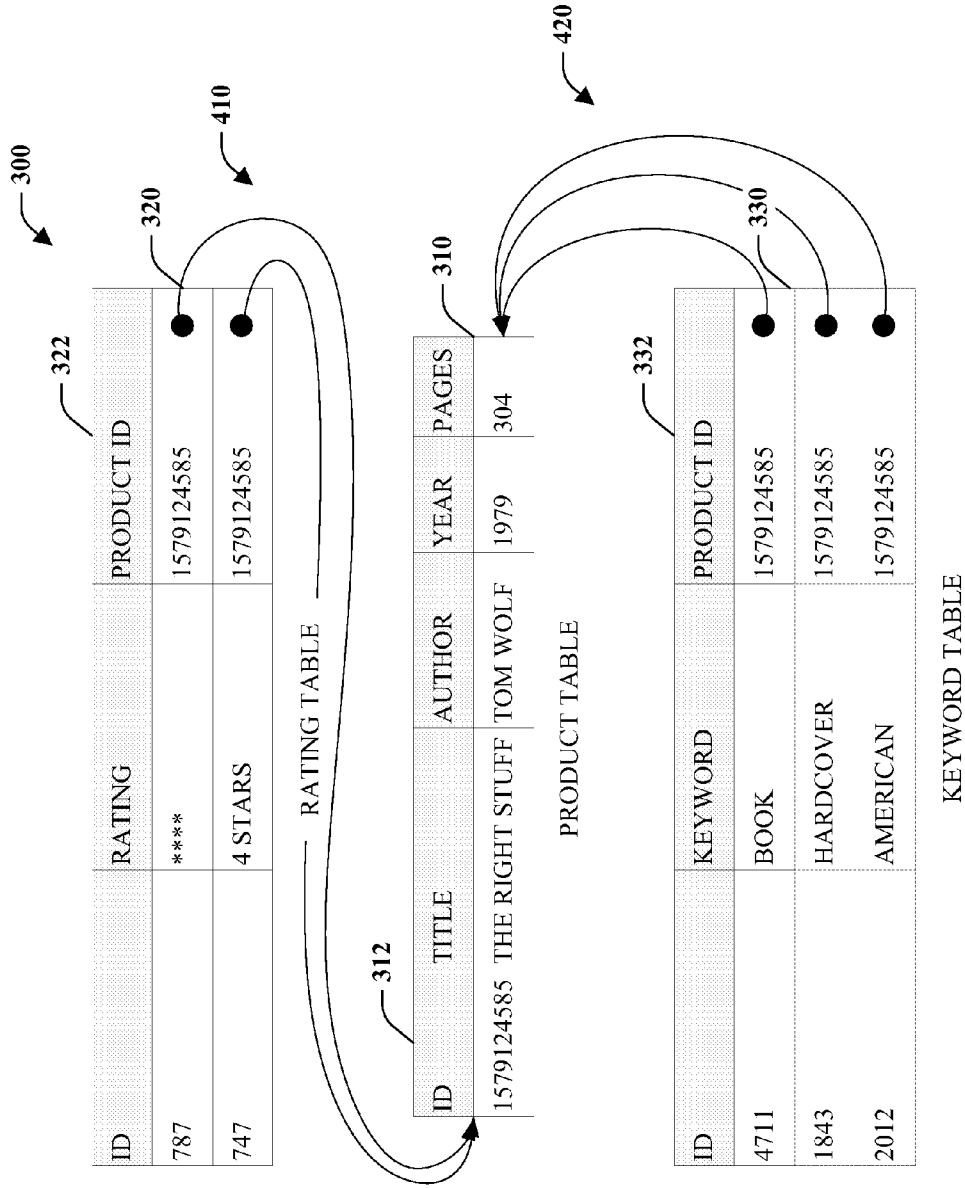 300
322
320
410
ID RATING PRODUCT ID
787 **** 1579124585
747 4 STARS 1579124585
RATING TABLE
312
310
420
ID TITLE AUTHOR YEAR PAGES
1579124585 THE RIGHT STUFF TOM WOLF 1979 304
PRODUCT TABLE
332
330
ID KEYWORD PRODUCT ID
4711 BOOK 1579124585
1843 HARDCOVER 1579124585
2012 AMERICAN 1579124585
KEYWORD TABLE